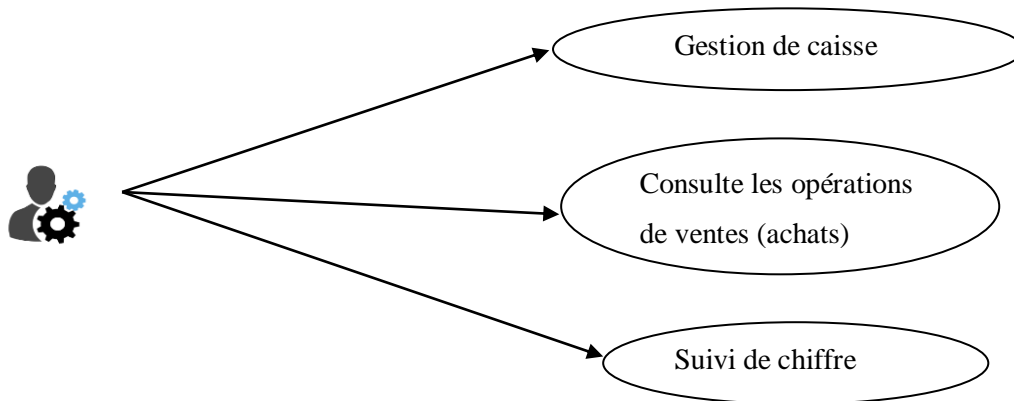 Gestion de caisse
Consulte les opérations
de ventes (achats)
Suivi de chiffre